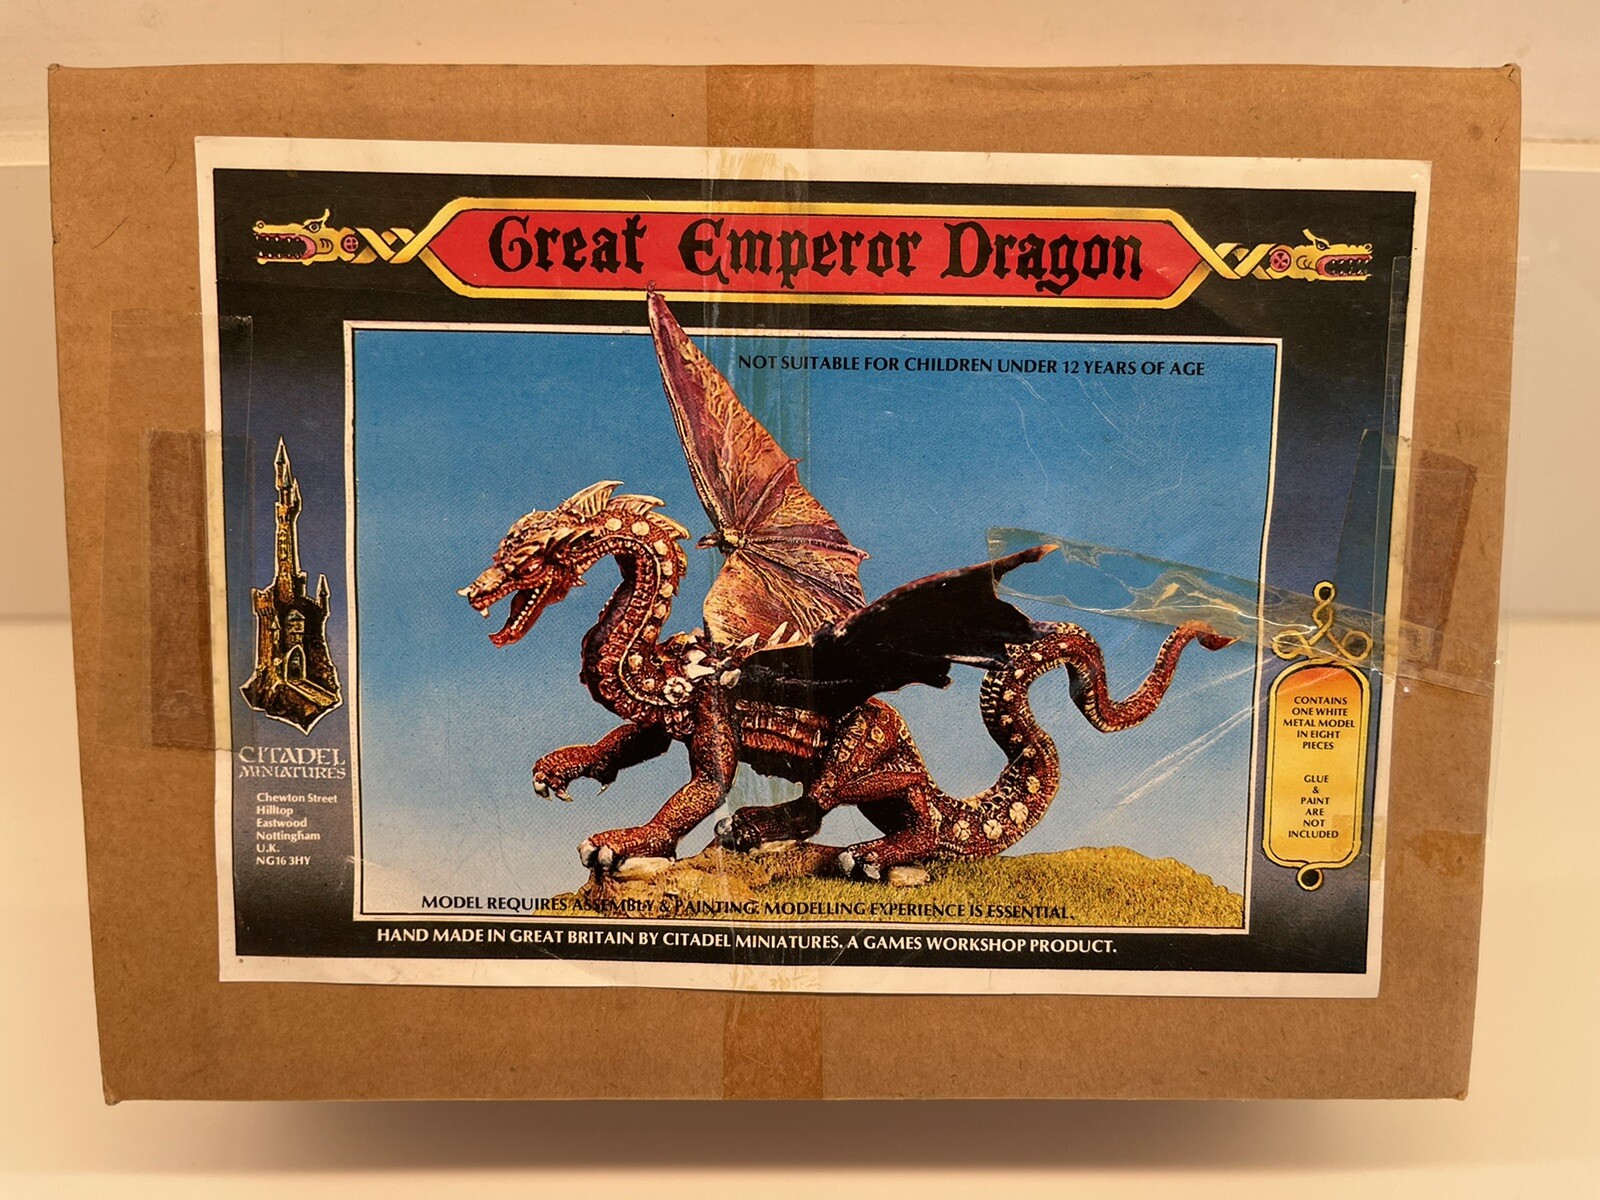 Great Emperor Dragon
NOT SUITABLE FOR CHILDREN UNDER 12 YEARS OF AGE
CITADEL
MINIATURES
Chewton Street
Hilltop
Eastwood
Nottingham
U.K.
NG16 3HY
CONTAINS
ONE WHITE
METAL MODEL
IN EIGHT
PIECES
GLUE
&
PAINT
ARE
NOT
INCLUDED
MODEL REQUIRES ASSEMBLY & PAINTING. MODELLING EXPERIENCE IS ESSENTIAL.
HAND MADE IN GREAT BRITAIN BY CITADEL MINIATURES. A GAMES WORKSHOP PRODUCT.